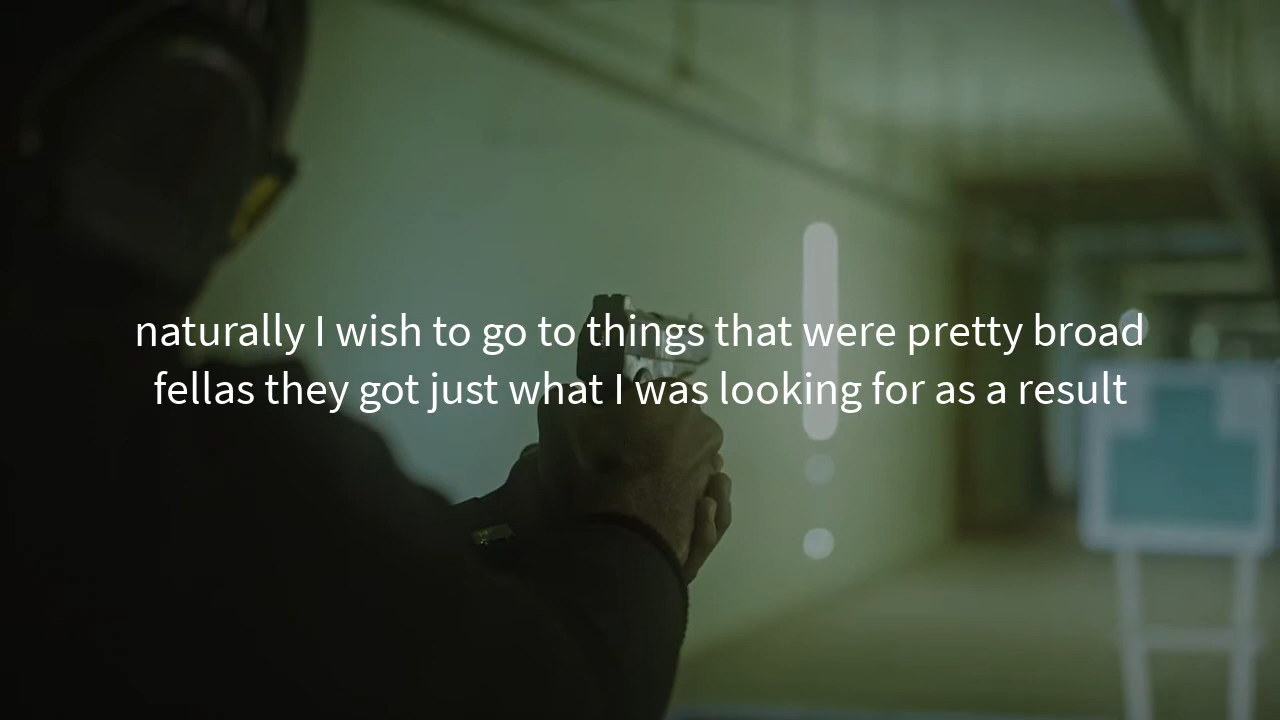 naturally I wish to go to things that were pretty broad
fellas they got just what I was looking for as a result